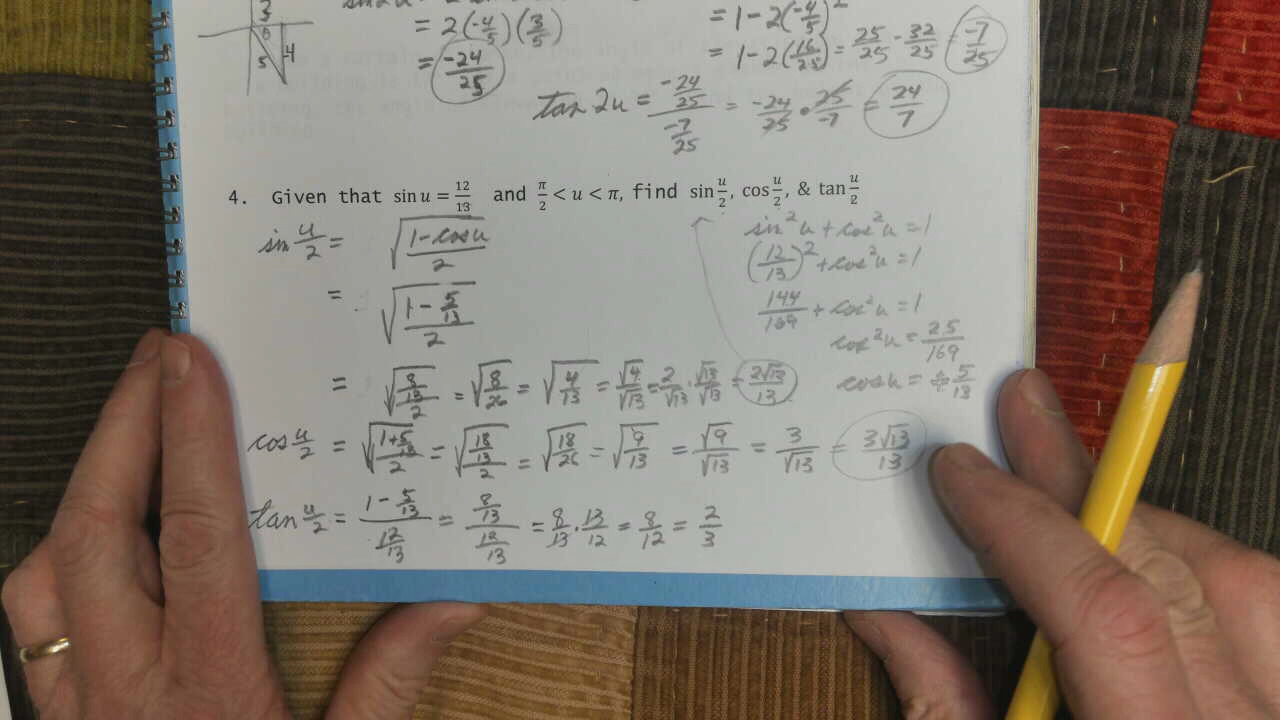 3
θ
-4
5
= 2(-4/5)(3/5)
= -24/25
= 1-2(-4/5)²
= 1-2(16/25) = 25/25 - 32/25 = -7/25
tan 2u = (-24/25)/(-7/25) = -24/25 • 25/-7 = 24/7
4. Given that sin u = 12/13 and π/2 < u < π, find sin u/2, cos u/2, & tan u/2
sin u/2 = √((1-cos u)/2)
= √((1 - 5/13)/2)
= √((8/13)/2) = √(8/26) = √(4/13) = √4/√13 = 2/√13 · √13/√13 = 2√13/13
sin²u + cos²u = 1
(12/13)² + cos²u = 1
144/169 + cos²u = 1
cos²u = 25/169
cos u = 5/13
cos u/2 = √((1+5/13)/2) = √((18/13)/2) = √(18/26) = √(9/13) = √9/√13 = 3/√13 = 3√13/13
tan u/2 = (1 - 5/13)/(12/13) = (8/13)/(12/13) = 8/13 · 13/12 = 8/12 = 2/3